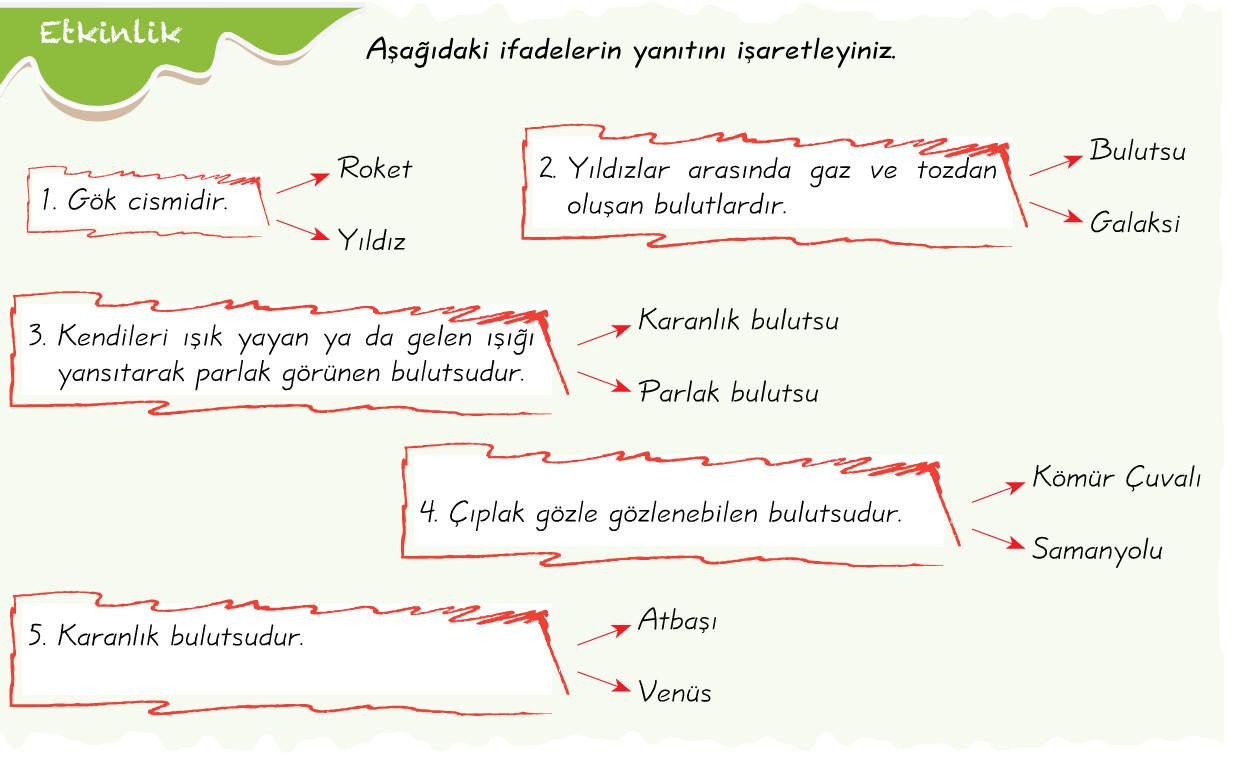 Etkinlik
Aşağıdaki ifadelerin yanıtını işaretleyiniz.
1. Gök cismidir.
Roket
Yıldız
2. Yıldızlar arasında gaz ve tozdan
oluşan bulutlardır.
Bulutsu
Galaksi
3. Kendileri ışık yayan ya da gelen ışığı
yansıtarak parlak görünen bulutsudur.
Karanlık bulutsu
Parlak bulutsu
4. Çıplak gözle gözlenebilen bulutsudur.
Kömür Çuvalı
Samanyolu
5. Karanlık bulutsudur.
Atbaşı
Venüs